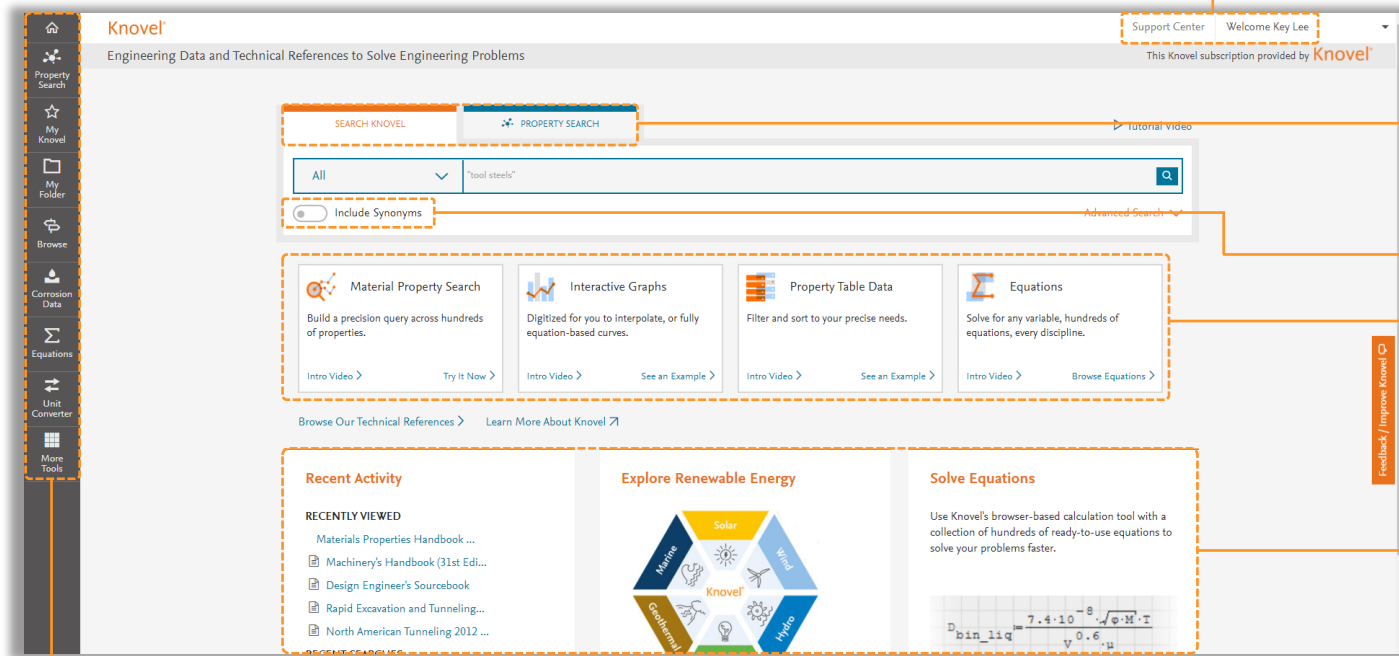 Knovel®
Support Center
Welcome Key Lee
Engineering Data and Technical References to Solve Engineering Problems
This Knovel subscription provided by Knovel®
Property
Search
My
Knovel
My
Folder
Browse
Corrosion
Data
Equations
Unit
Converter
More
Tools
SEARCH KNOVEL
PROPERTY SEARCH
Tutorial Video
All
"tool steels"
Include Synonyms
Advanced Search
Material Property Search
Build a precision query across hundreds
of properties.
Intro Video
Try It Now
Interactive Graphs
Digitized for you to interpolate, or fully
equation-based curves.
Intro Video
See an Example
Property Table Data
Filter and sort to your precise needs.
Intro Video
See an Example
Equations
Solve for any variable, hundreds of
equations, every discipline.
Intro Video
Browse Equations
Browse Our Technical References
Learn More About Knovel
Feedback / Improve Knovel
Recent Activity
RECENTLY VIEWED
Materials Properties Handbook ...
Machinery's Handbook (31st Edi...
Design Engineer's Sourcebook
Rapid Excavation and Tunneling...
North American Tunneling 2012 ...
RECENT SEARCHES
Explore Renewable Energy
Solar
Marine
Wind
Knovel®
Geothermal
Hydro
Solve Equations
Use Knovel's browser-based calculation tool with a
collection of hundreds of ready-to-use equations to
solve your problems faster.
D_bin_liq = 7.4·10^-8·√φ·M·T / V^0.6·μ